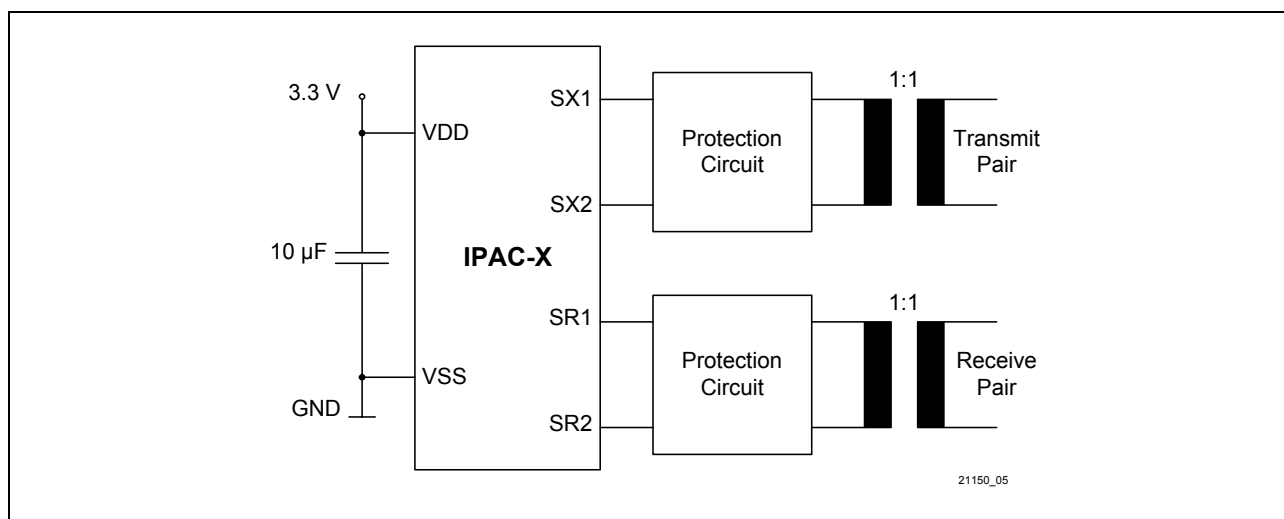 3.3 V
VDD
10 µF
VSS
GND
IPAC-X
SX1
SX2
SR1
SR2
Protection
Circuit
1:1
Transmit
Pair
Protection
Circuit
1:1
Receive
Pair
21150_05